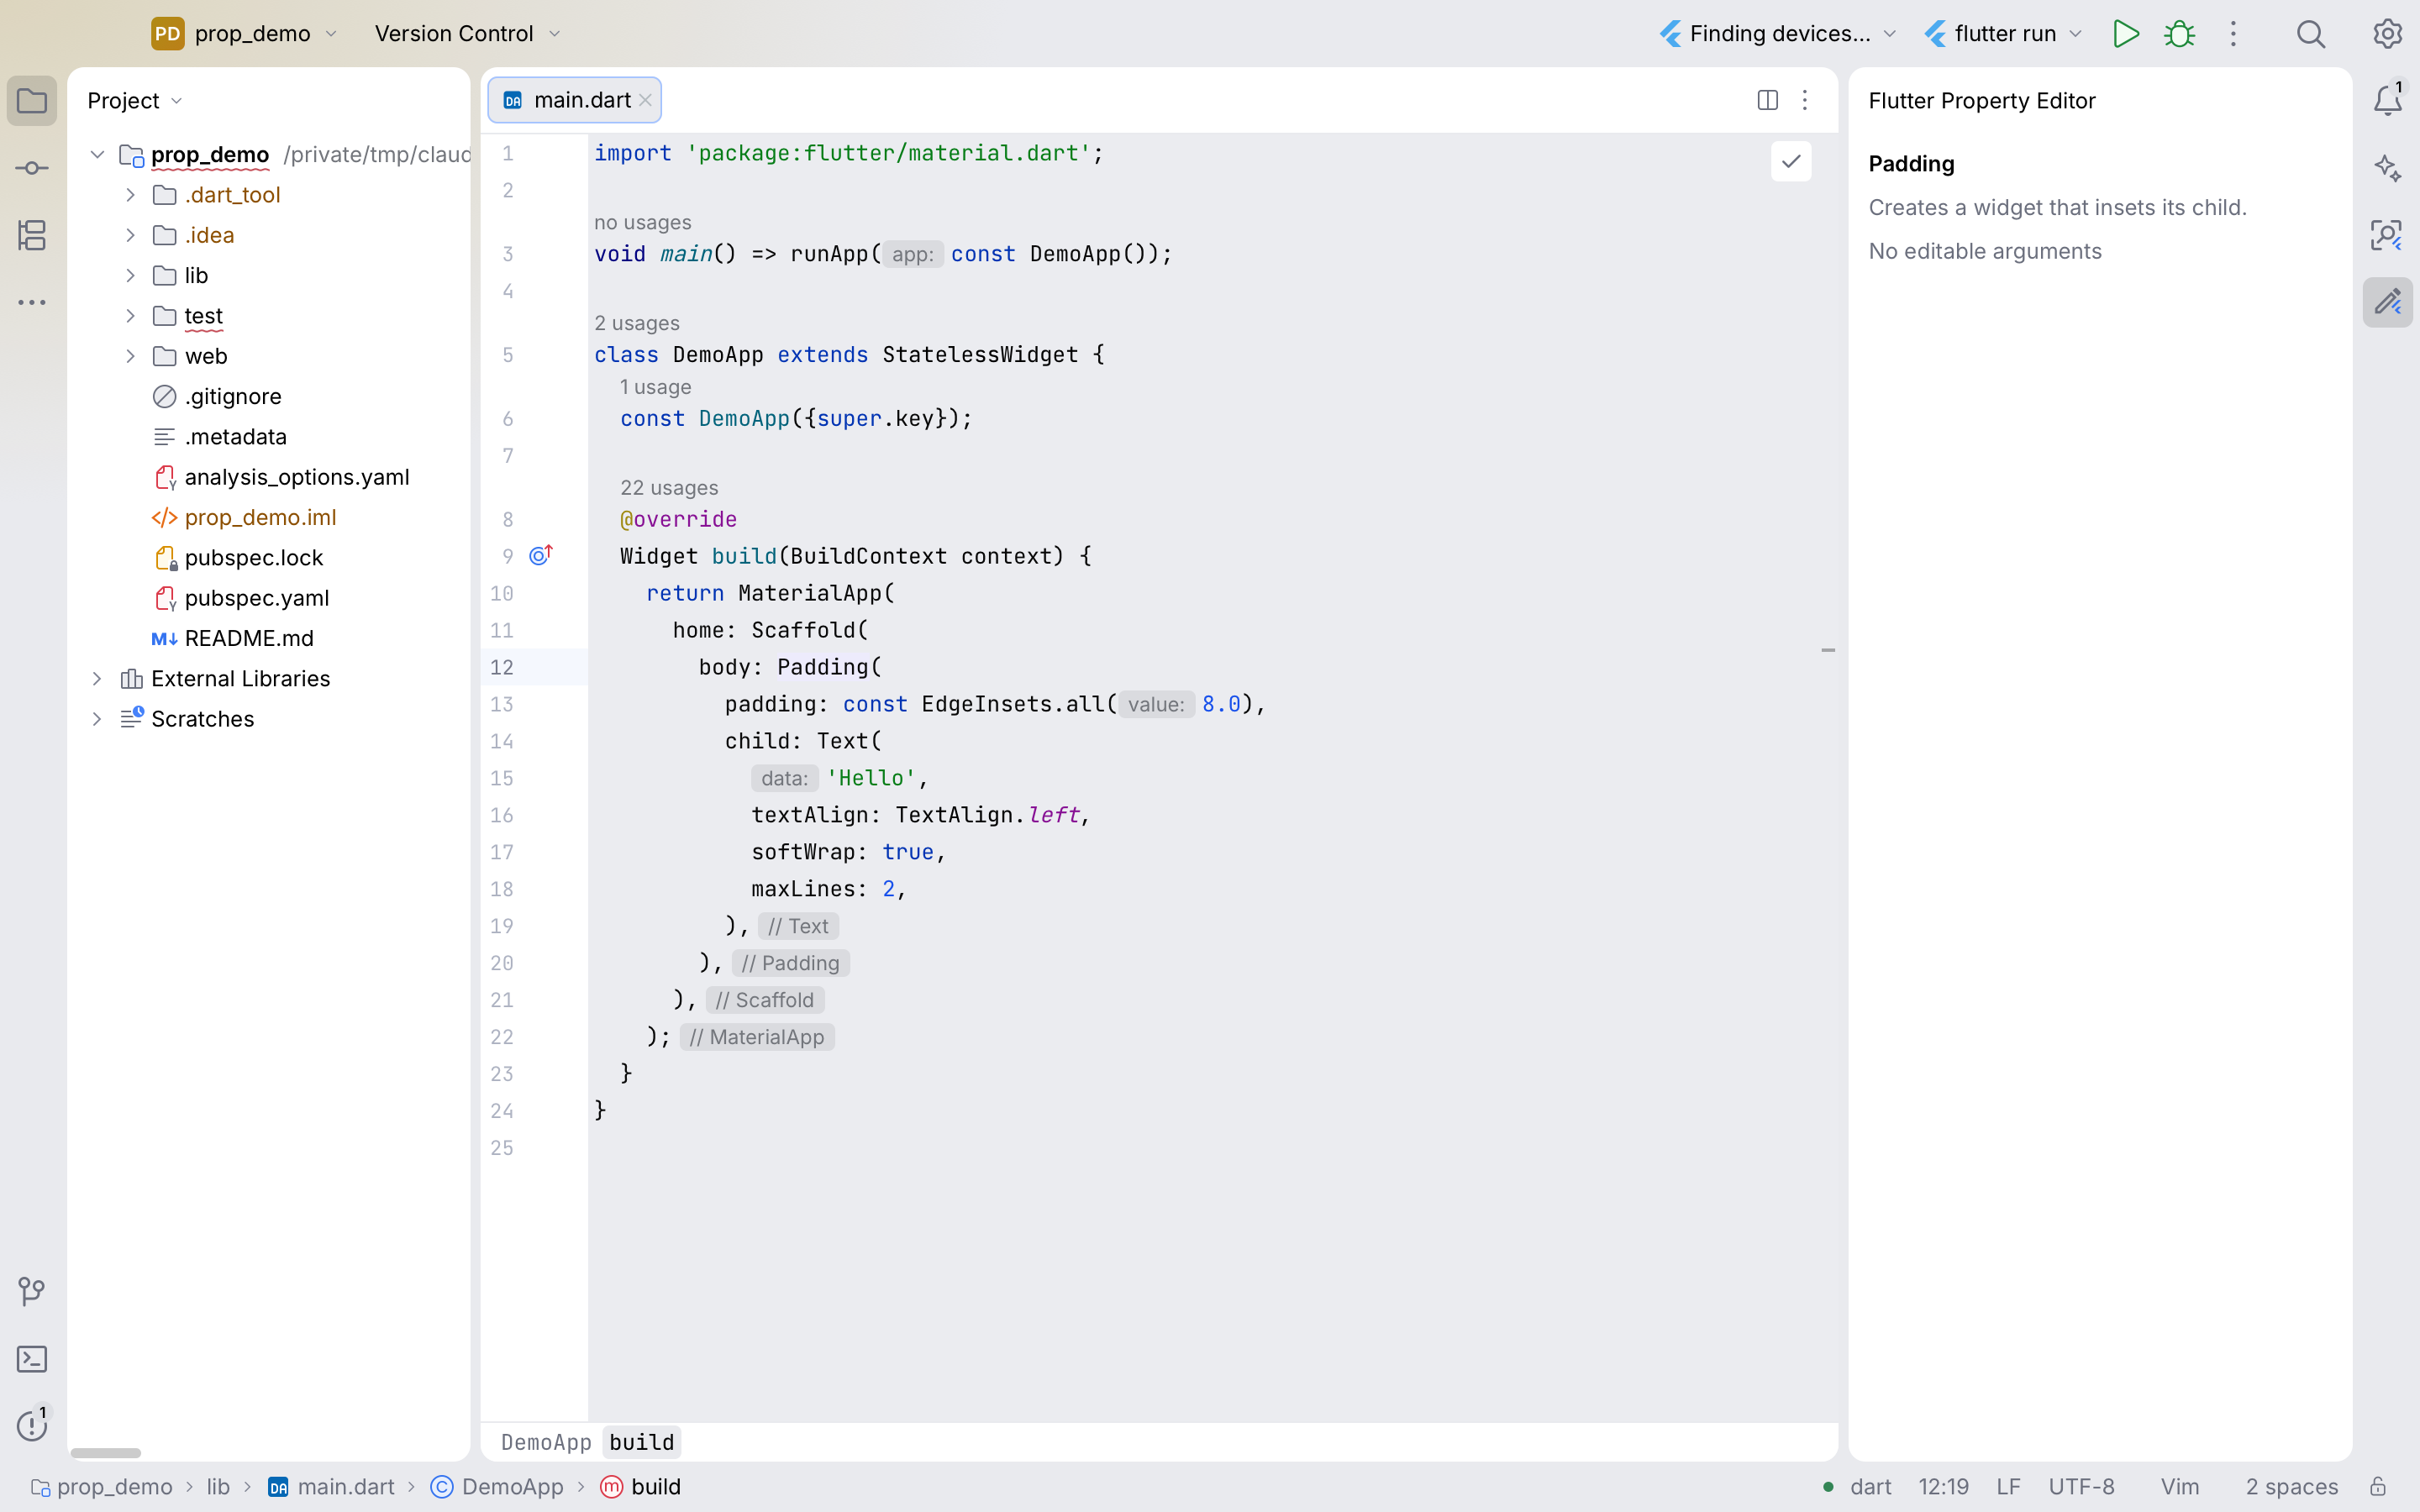 PD prop_demo Version Control Finding devices... flutter run
Project
prop_demo /private/tmp/claud
.dart_tool
.idea
lib
test
web
.gitignore
.metadata
analysis_options.yaml
prop_demo.iml
pubspec.lock
pubspec.yaml
README.md
External Libraries
Scratches
main.dart
1 import 'package:flutter/material.dart';
2
no usages
3 void main() => runApp( app: const DemoApp());
4
2 usages
5 class DemoApp extends StatelessWidget {
1 usage
6 const DemoApp({super.key});
7
22 usages
8 @override
9 Widget build(BuildContext context) {
10 return MaterialApp(
11 home: Scaffold(
12 body: Padding(
13 padding: const EdgeInsets.all( value: 8.0),
14 child: Text(
15 data: 'Hello',
16 textAlign: TextAlign.left,
17 softWrap: true,
18 maxLines: 2,
19 ), // Text
20 ), // Padding
21 ), // Scaffold
22 ); // MaterialApp
23 }
24 }
25
DemoApp build
Flutter Property Editor
Padding
Creates a widget that insets its child.
No editable arguments
1
1
prop_demo > lib > main.dart > DemoApp > build dart 12:19 LF UTF-8 Vim 2 spaces